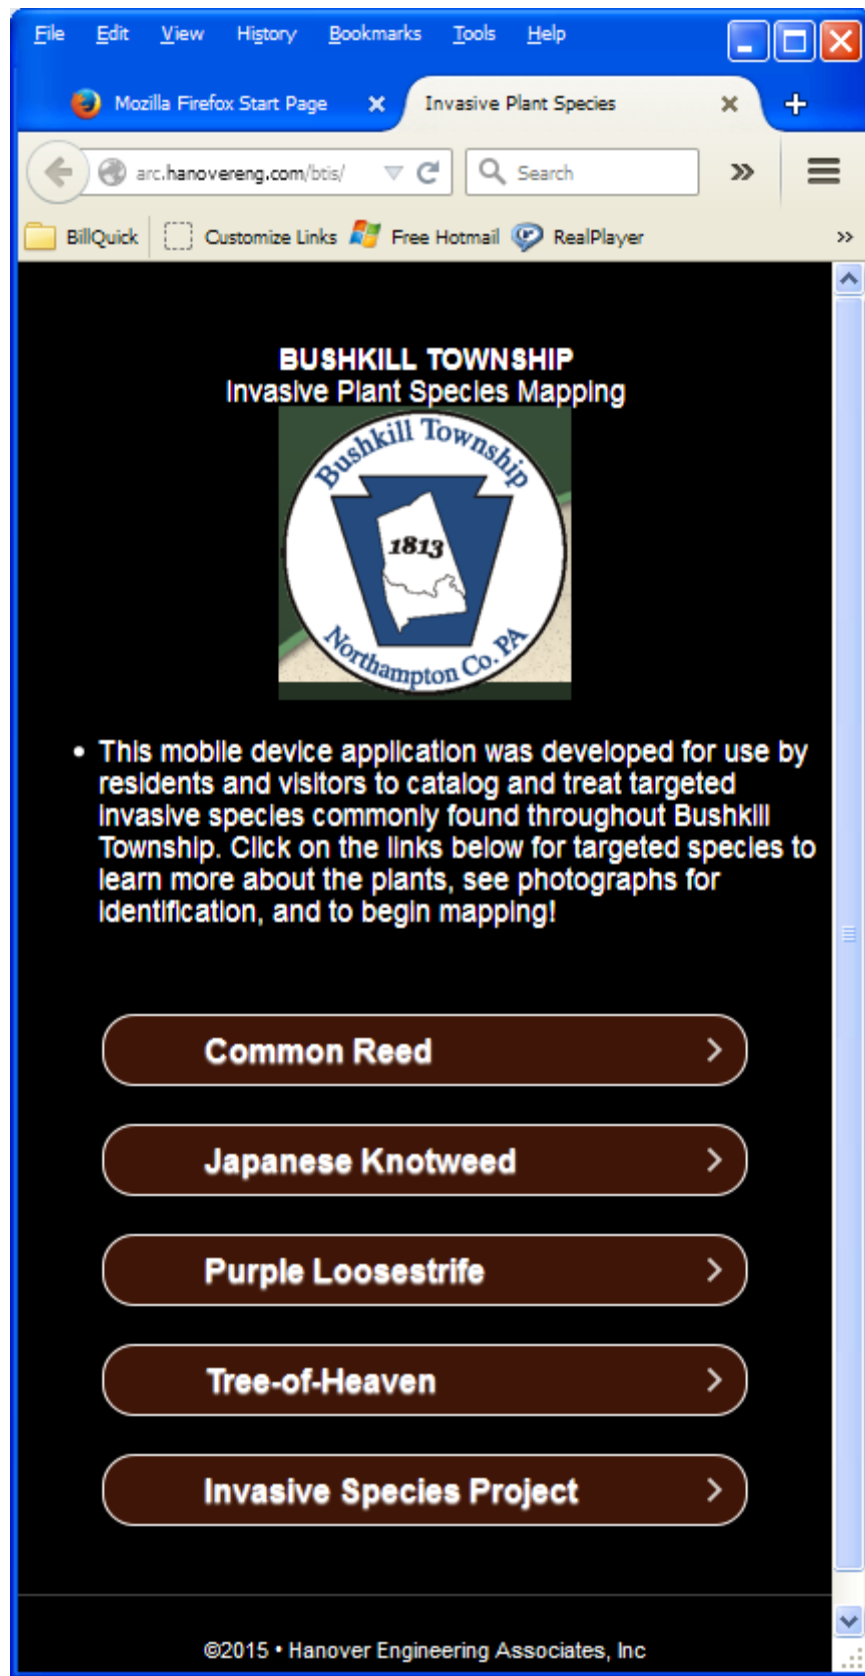 File Edit View History Bookmarks Tools Help
Mozilla Firefox Start Page Invasive Plant Species
arc.hanovereng.com/btis/ Search
BillQuick Customize Links Free Hotmail RealPlayer
BUSHKILL TOWNSHIP
Invasive Plant Species Mapping
Bushkill Township
1813
Northampton Co. PA
• This mobile device application was developed for use by
residents and visitors to catalog and treat targeted
invasive species commonly found throughout Bushkill
Township. Click on the links below for targeted species to
learn more about the plants, see photographs for
identification, and to begin mapping!
Common Reed
Japanese Knotweed
Purple Loosestrife
Tree-of-Heaven
Invasive Species Project
©2015 • Hanover Engineering Associates, Inc